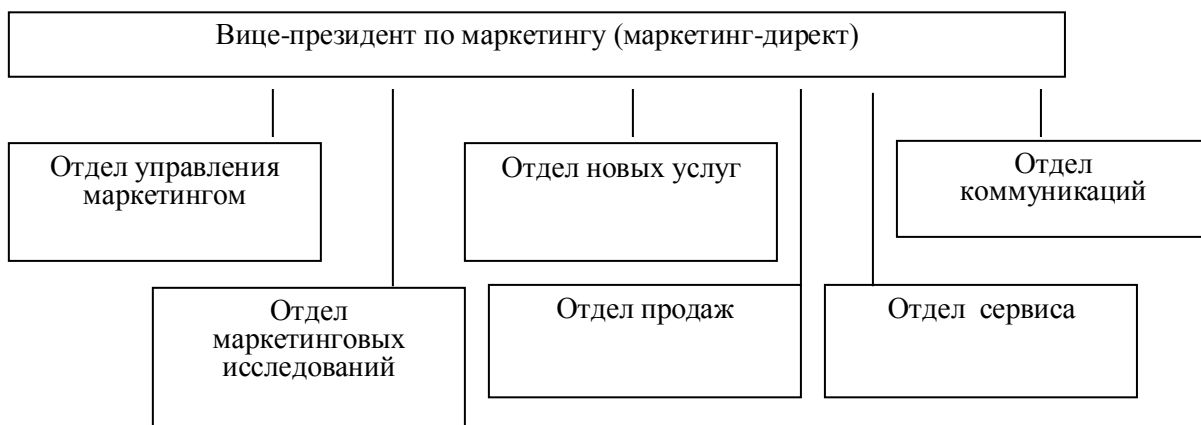 Вице-президент по маркетингу (маркетинг-директ)
Отдел управления
маркетингом
Отдел новых услуг
Отдел
коммуникаций
Отдел
маркетинговых
исследований
Отдел продаж
Отдел сервиса